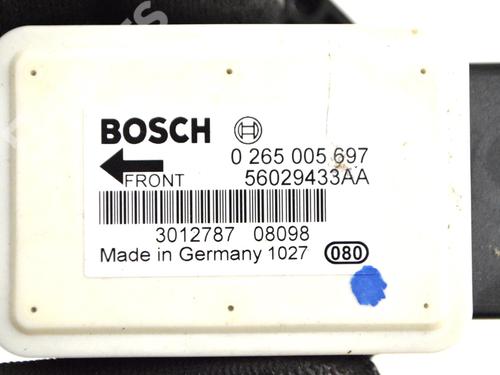 BOSCH
0 265 005 697
FRONT 56029433AA
3012787 08098
Made in Germany 1027 080